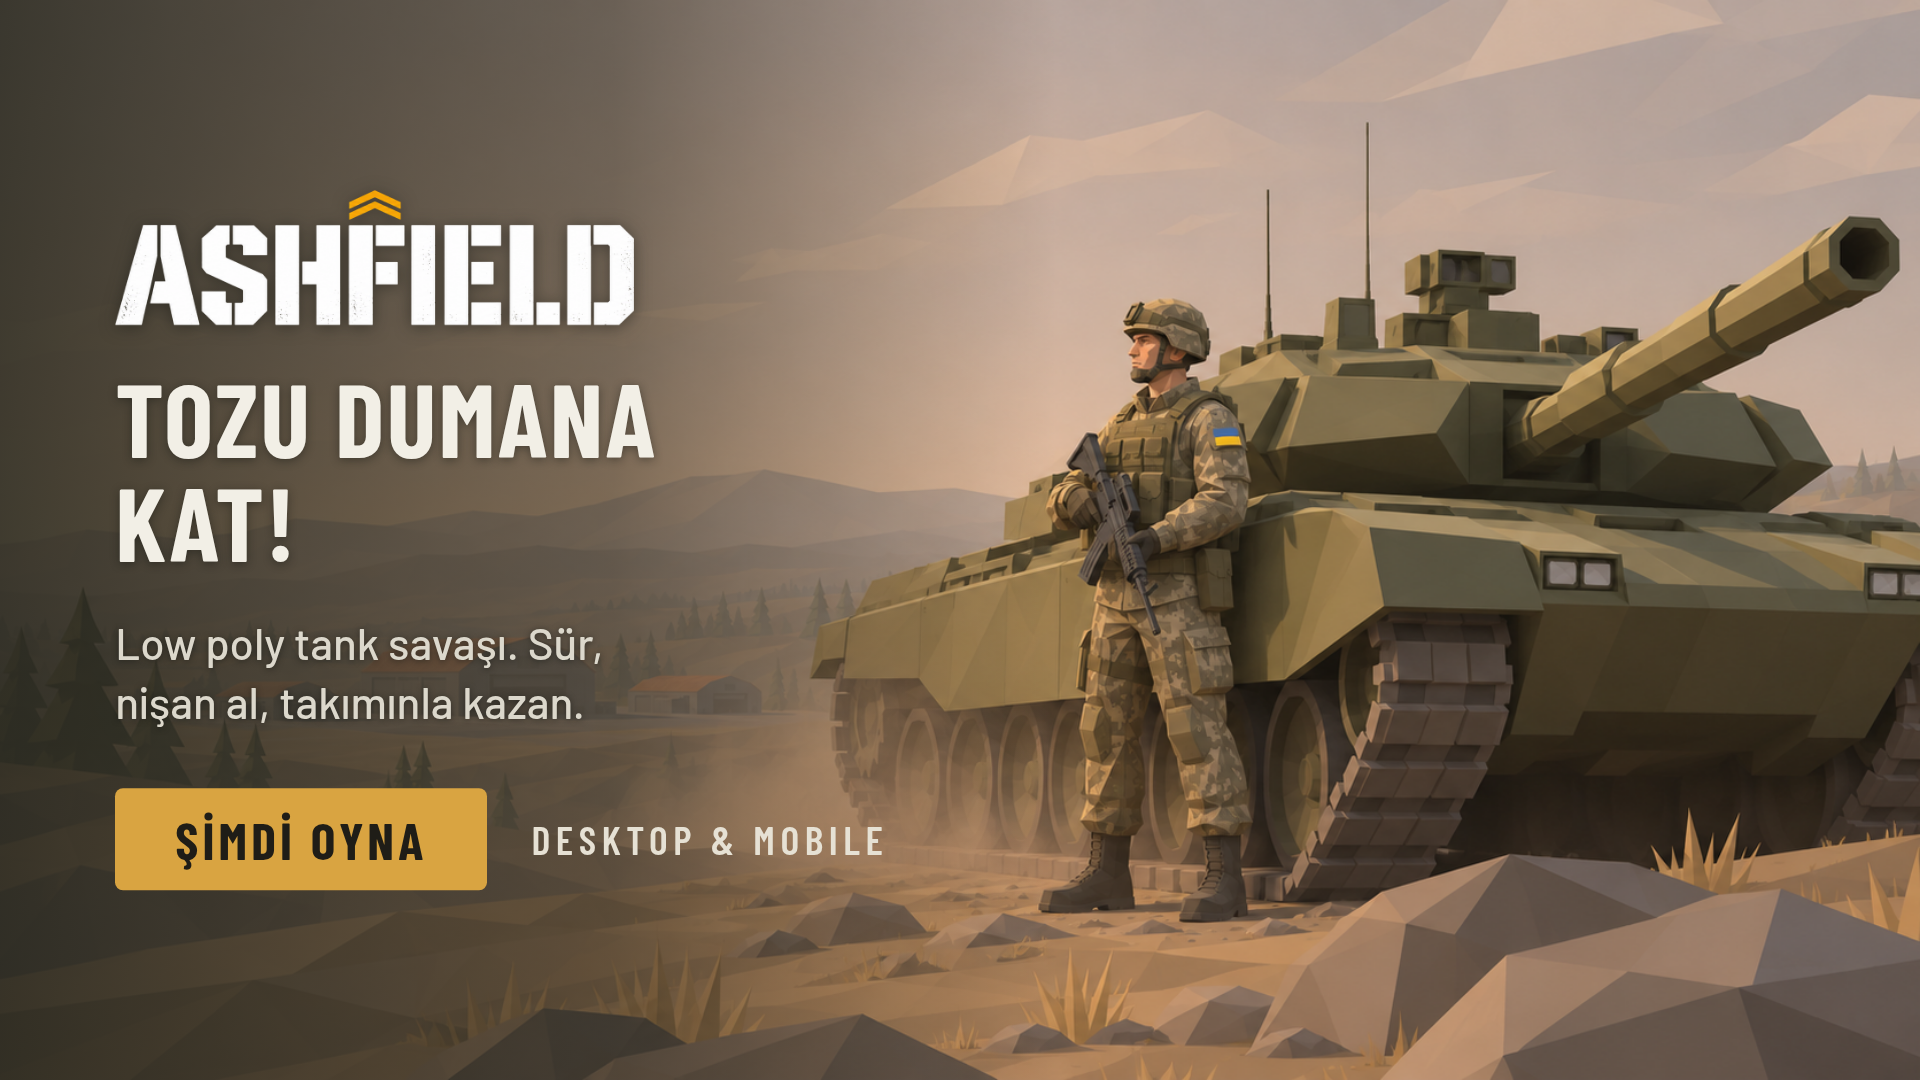 ASHFIELD
TOZU DUMANA
KAT!
Low poly tank savaşı. Sür,
nişan al, takımınla kazan.
ŞİMDİ OYNA
DESKTOP & MOBILE